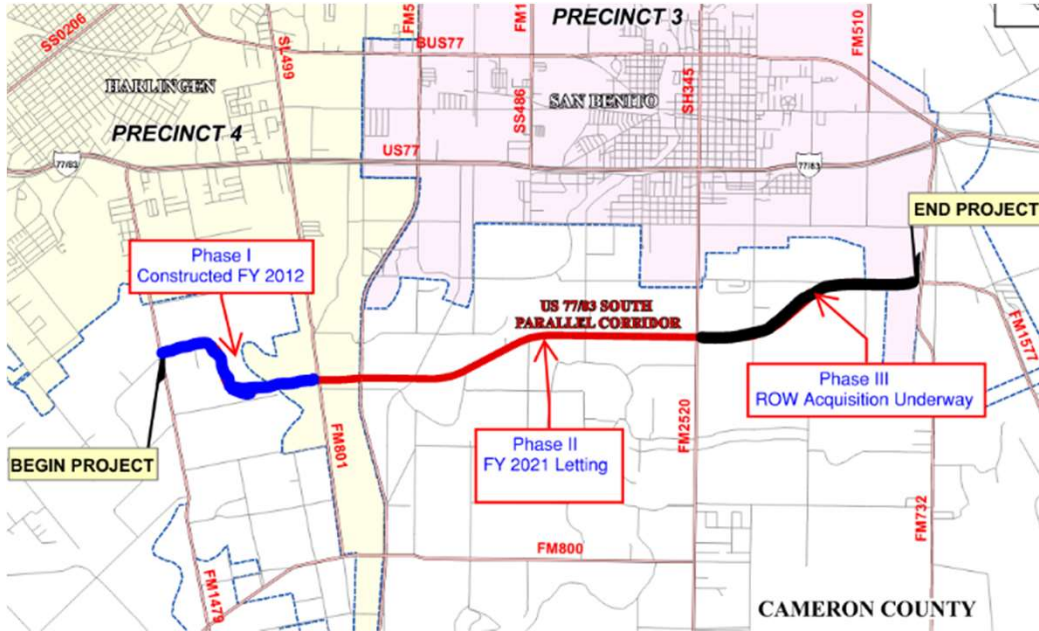 PRECINCT 3
SS0206
SL499
FM5
BUS77
FM1
FM510
HARLINGEN
SS486
SAN BENITO
SH345
PRECINCT 4
US77
77/83
77/83
END PROJECT
Phase I
Constructed FY 2012
US 77/83 SOUTH
PARALLEL CORRIDOR
FM1577
Phase III
ROW Acquisition Underway
BEGIN PROJECT
FM801
Phase II
FY 2021 Letting
FM2520
FM732
FM800
FM1479
CAMERON COUNTY